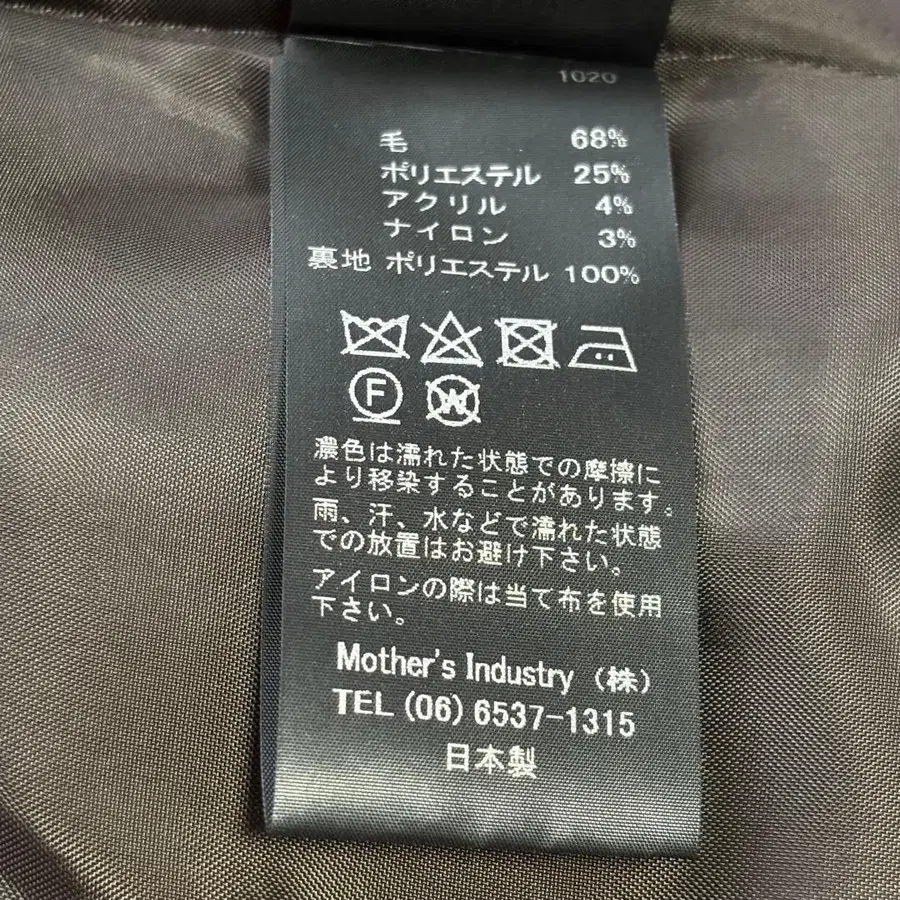 1020
毛 68%
ポリエステル 25%
アクリル 4%
ナイロン 3%
裏地 ポリエステル 100%
F W
濃色は濡れた状態での摩擦に
より移染することがあります。
雨、汗、水などで濡れた状態
での放置はお避け下さい。
アイロンの際は当て布を使用
下さい。
Mother's Industry (株)
TEL (06) 6537-1315
日本製